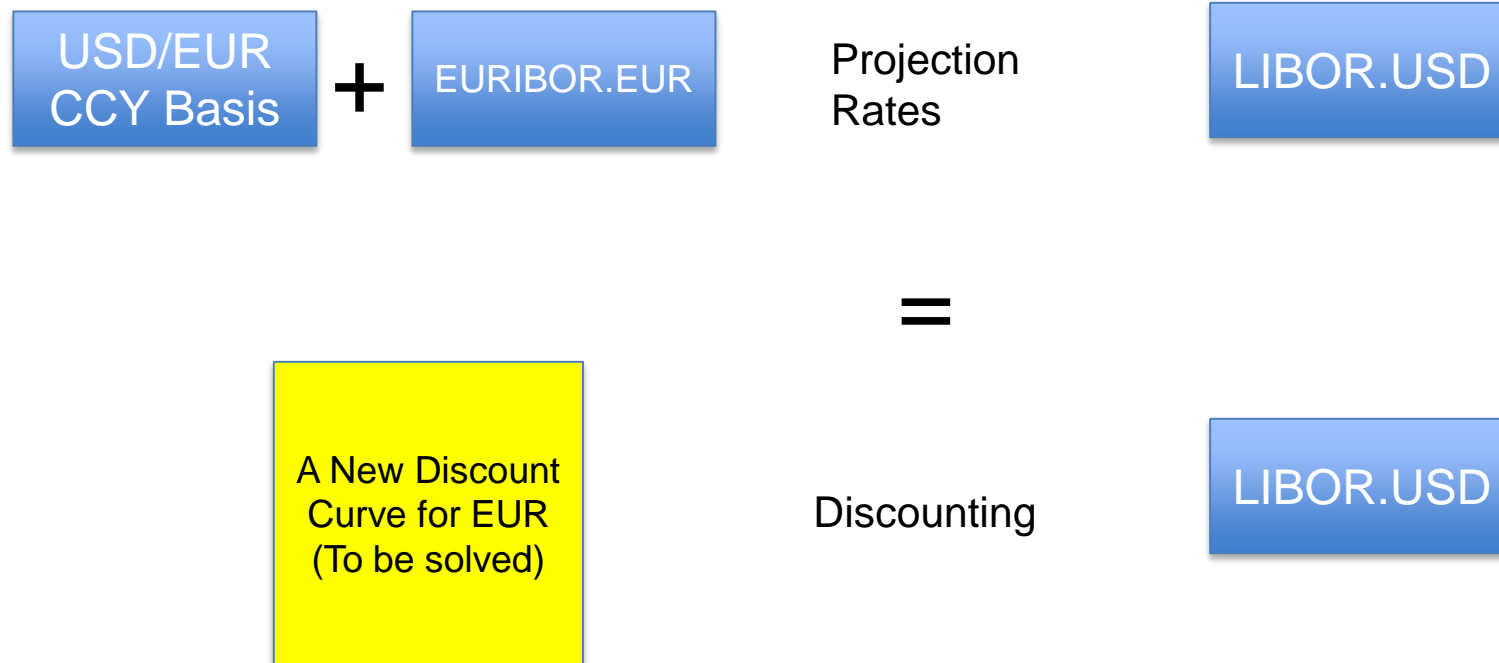 USD/EUR
CCY Basis
+
EURIBOR.EUR
Projection
Rates
LIBOR.USD
=
A New Discount
Curve for EUR
(To be solved)
Discounting
LIBOR.USD